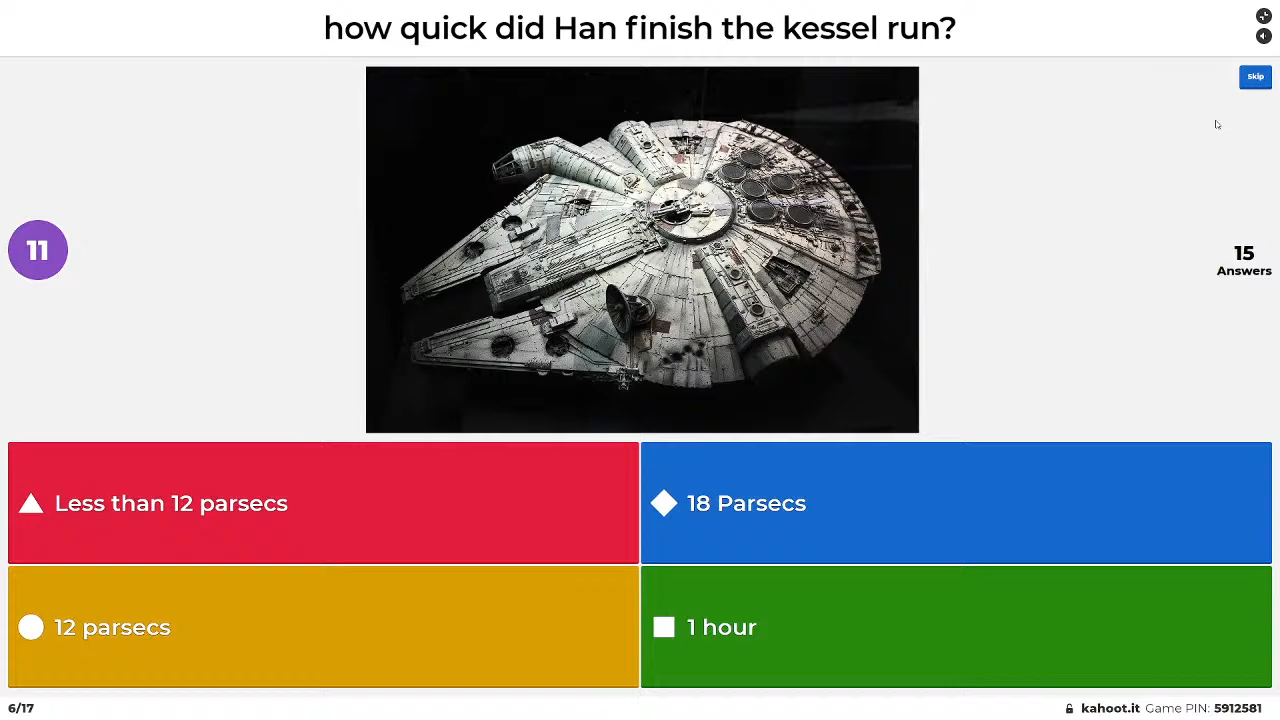 how quick did Han finish the kessel run?
Skip
11
15
Answers
Less than 12 parsecs
18 Parsecs
12 parsecs
1 hour
6/17
kahoot.it Game PIN: 5912581